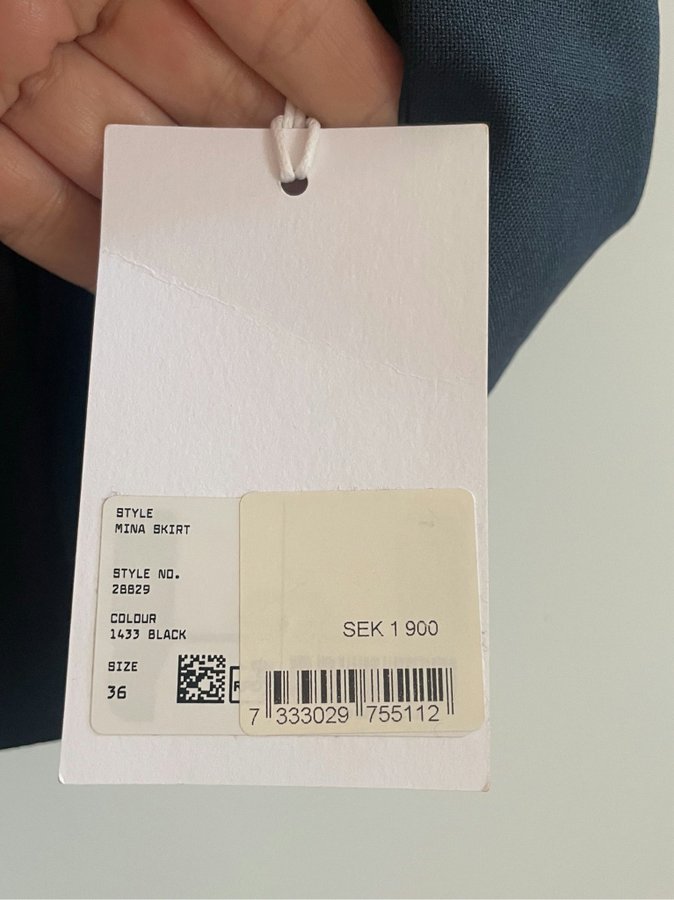 STYLE
MINA SKIRT
STYLE NO.
28829
COLOUR
1433 BLACK
SIZE
36
SEK 1 900
7 333029 755112